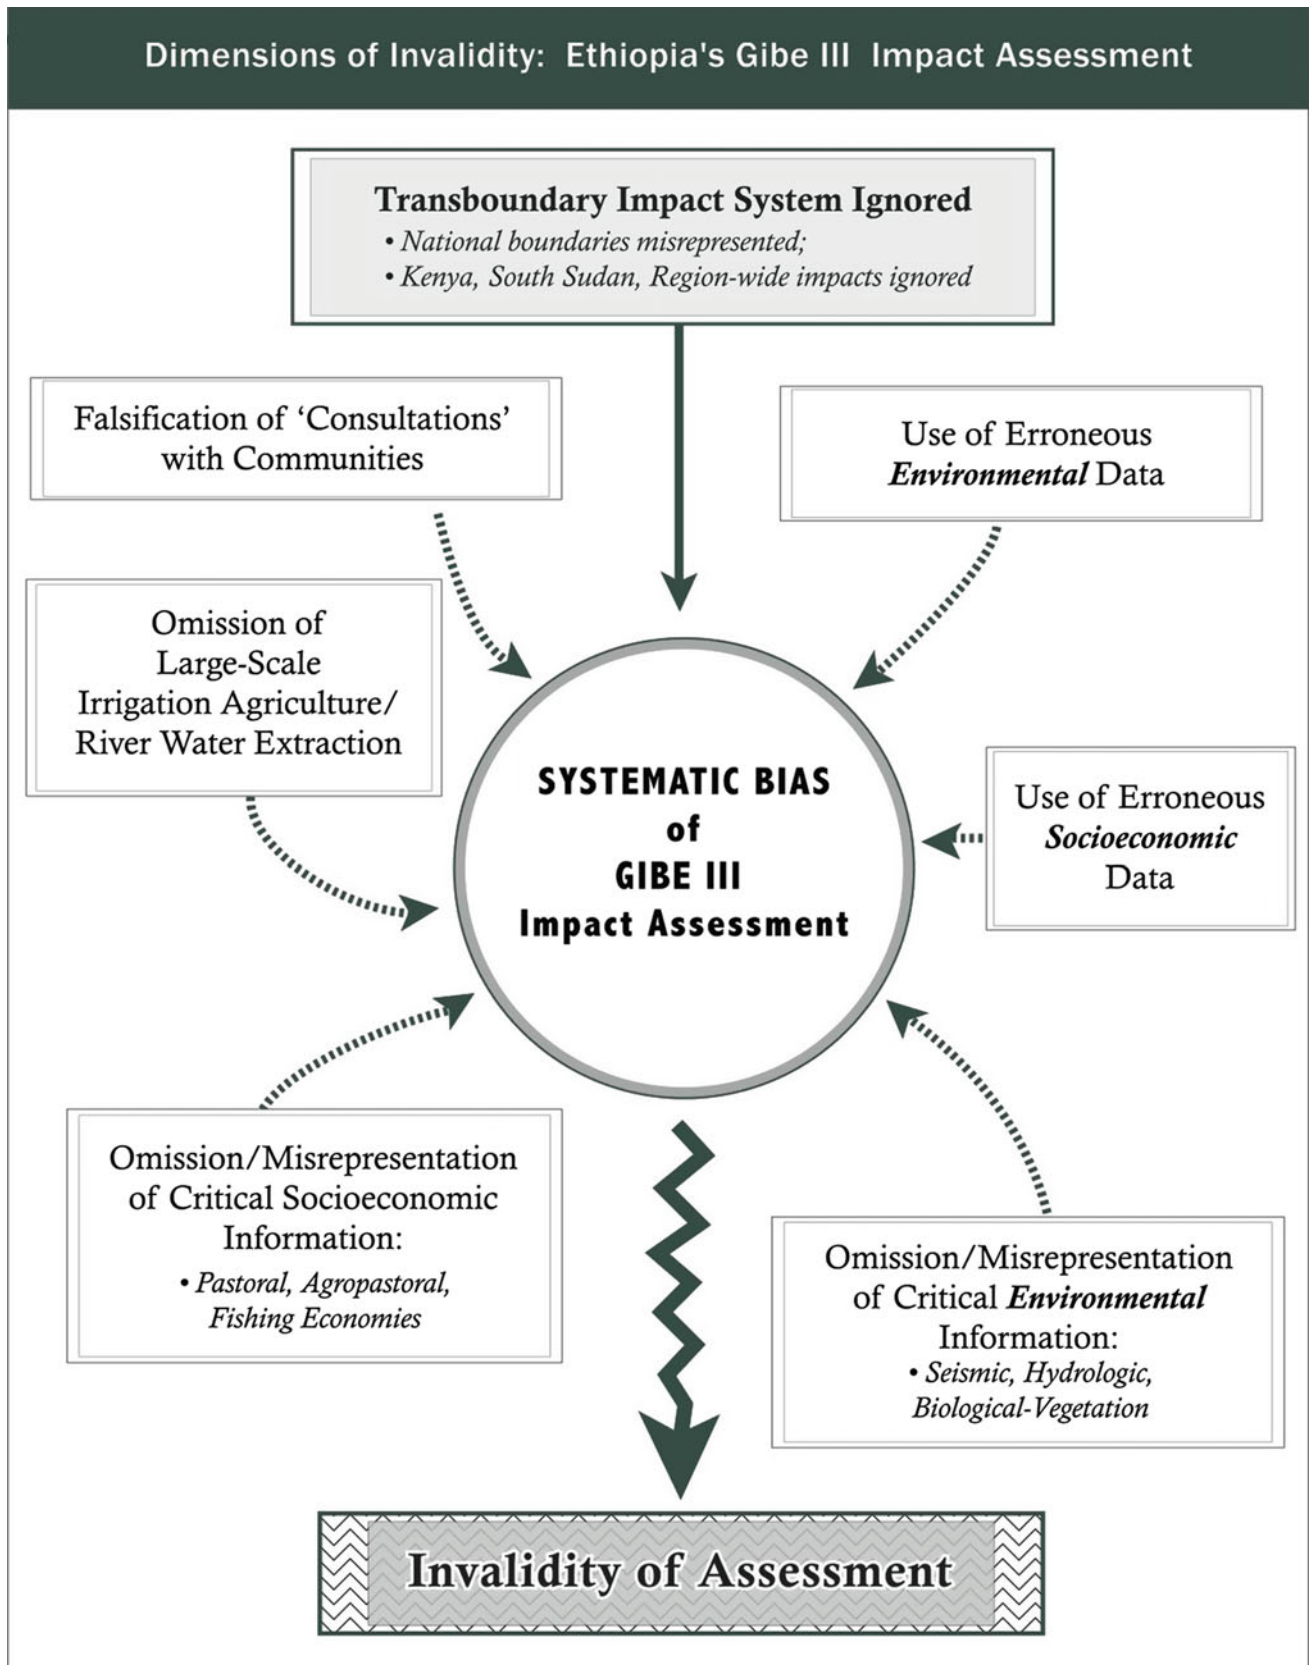 Dimensions of Invalidity: Ethiopia's Gibe III Impact Assessment
Transboundary Impact System Ignored
• National boundaries misrepresented;
• Kenya, South Sudan, Region-wide impacts ignored
Falsification of ‘Consultations’
with Communities
Use of Erroneous
Environmental Data
Omission of
Large-Scale
Irrigation Agriculture/
River Water Extraction
SYSTEMATIC BIAS
of
GIBE III
Impact Assessment
Use of Erroneous
Socioeconomic
Data
Omission/Misrepresentation
of Critical Socioeconomic
Information:
• Pastoral, Agropastoral,
Fishing Economies
Omission/Misrepresentation
of Critical Environmental
Information:
• Seismic, Hydrologic,
Biological-Vegetation
Invalidity of Assessment